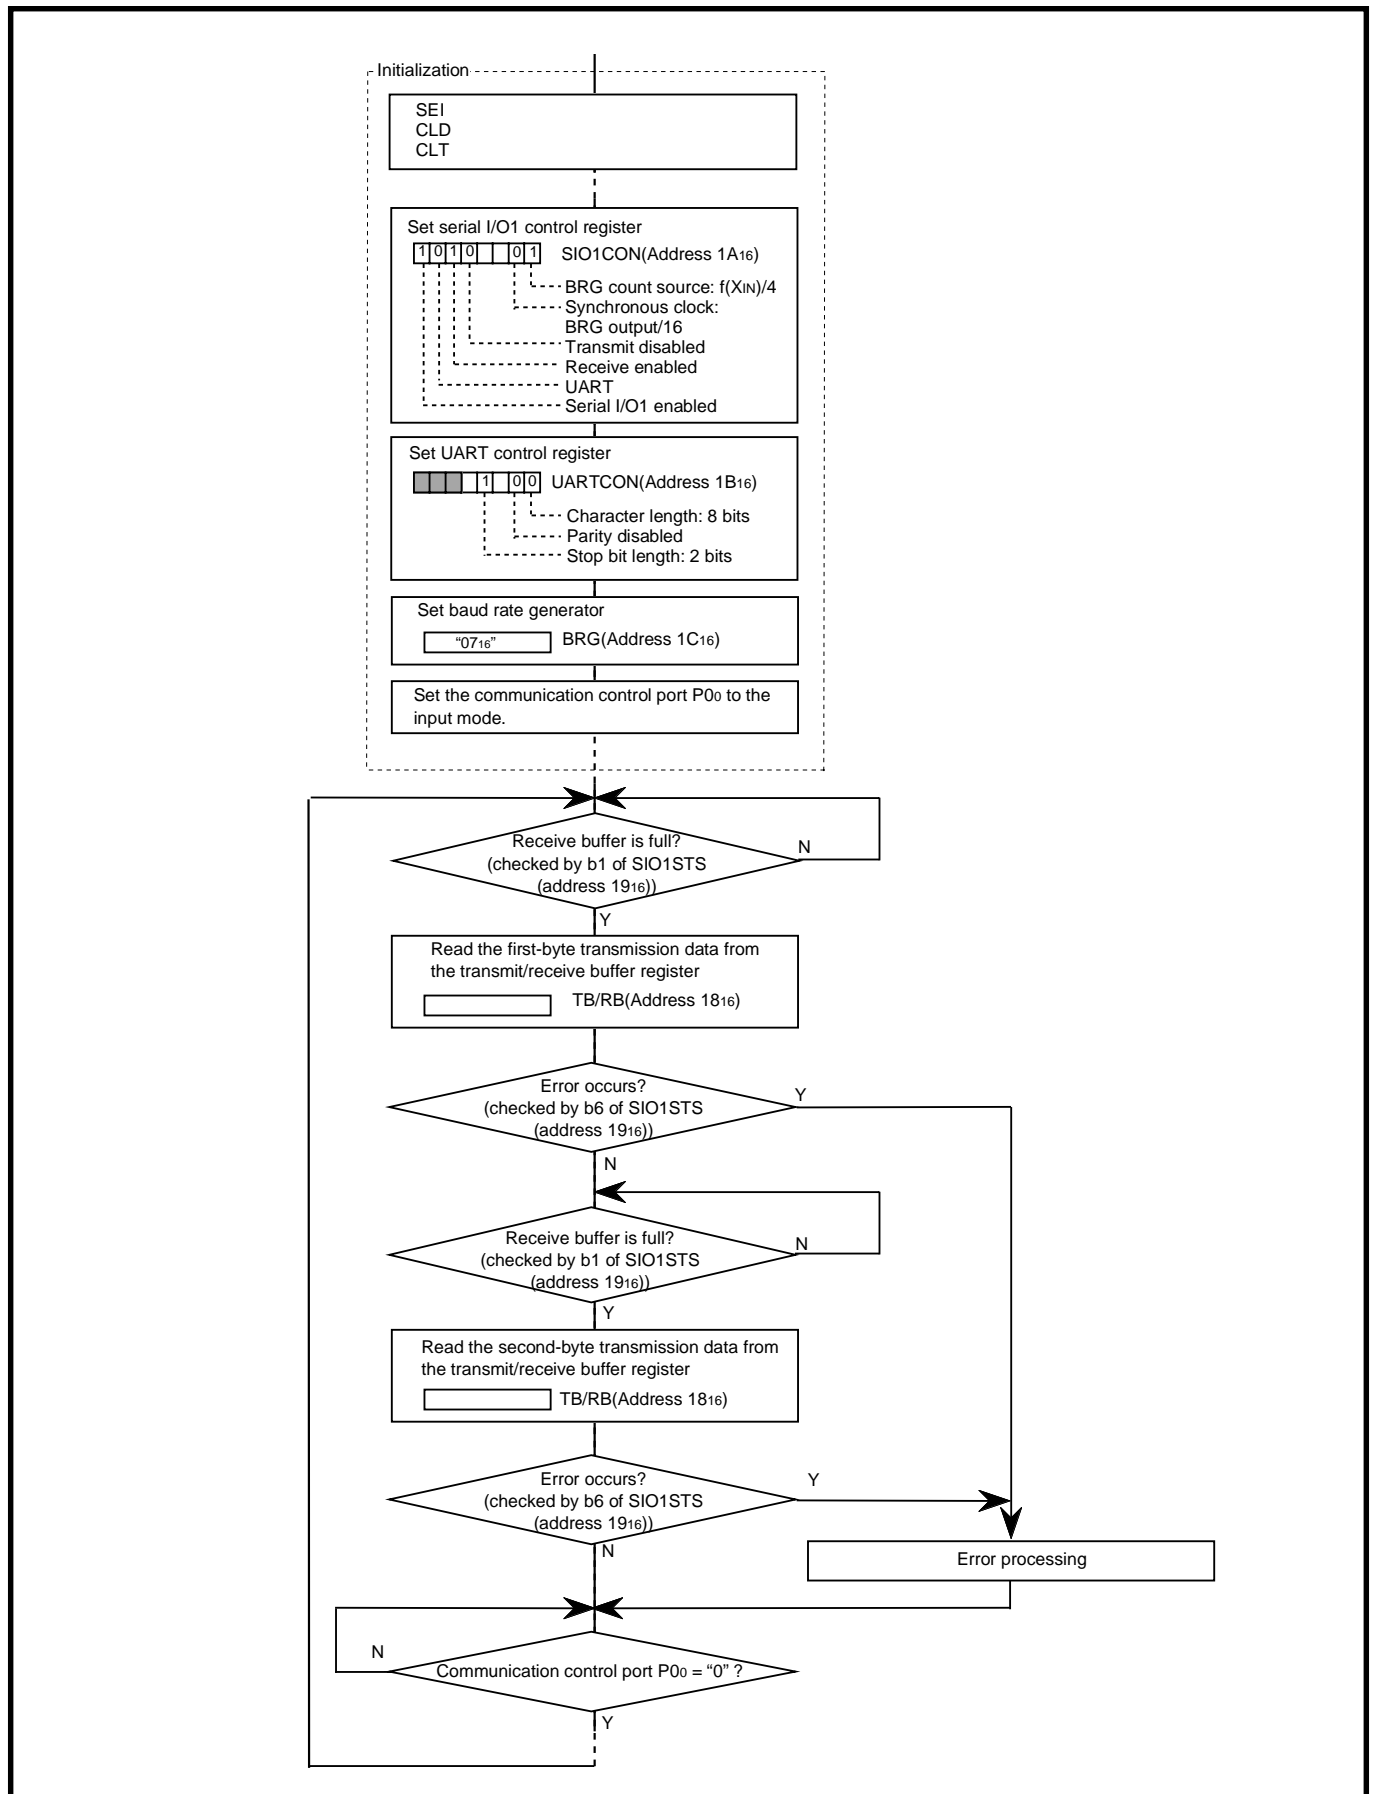 Initialization
SEI
CLD
CLT
Set serial I/O1 control register
1 0 1 0 0 1 SIO1CON(Address 1A16)
BRG count source: f(XIN)/4
Synchronous clock:
BRG output/16
Transmit disabled
Receive enabled
UART
Serial I/O1 enabled
Set UART control register
1 0 0 UARTCON(Address 1B16)
Character length: 8 bits
Parity disabled
Stop bit length: 2 bits
Set baud rate generator
“0716” BRG(Address 1C16)
Set the communication control port P00 to the
input mode.
Receive buffer is full?
(checked by b1 of SIO1STS
(address 1916))
N
Y
Read the first-byte transmission data from
the transmit/receive buffer register
TB/RB(Address 1816)
Error occurs?
(checked by b6 of SIO1STS
(address 1916))
Y
N
Receive buffer is full?
(checked by b1 of SIO1STS
(address 1916))
N
Y
Read the second-byte transmission data from
the transmit/receive buffer register
TB/RB(Address 1816)
Error occurs?
(checked by b6 of SIO1STS
(address 1916))
Y
N
Error processing
N
Communication control port P00 = “0” ?
Y